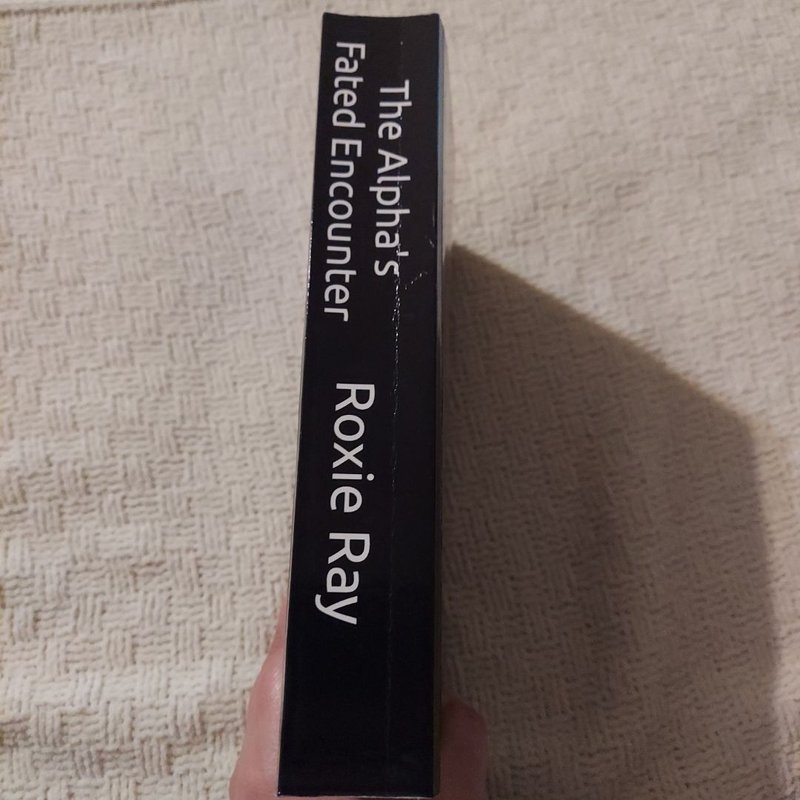 The Alpha's
Fated Encounter
Roxie Ray